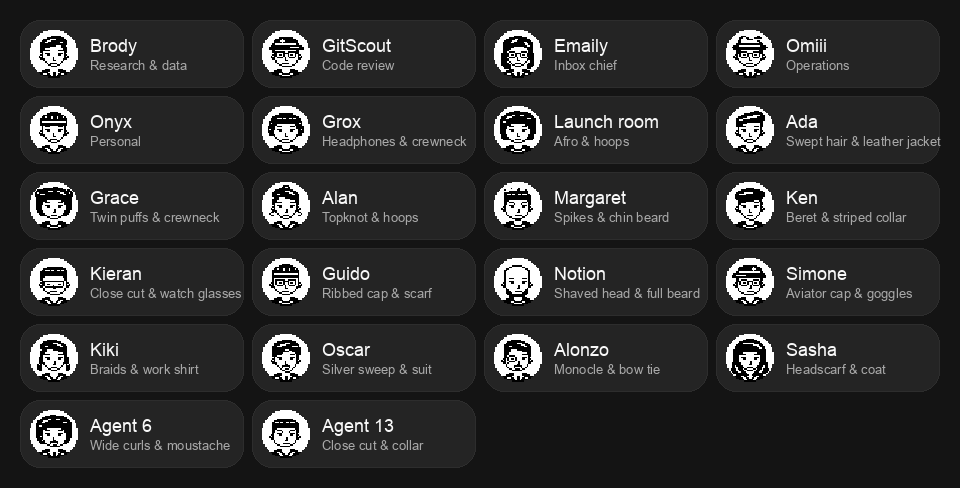 Brody
Research & data
GitScout
Code review
Emaily
Inbox chief
Omiii
Operations
Onyx
Personal
Grox
Headphones & crewneck
Launch room
Afro & hoops
Ada
Swept hair & leather jacket
Grace
Twin puffs & crewneck
Alan
Topknot & hoops
Margaret
Spikes & chin beard
Ken
Beret & striped collar
Kieran
Close cut & watch glasses
Guido
Ribbed cap & scarf
Notion
Shaved head & full beard
Simone
Aviator cap & goggles
Kiki
Braids & work shirt
Oscar
Silver sweep & suit
Alonzo
Monocle & bow tie
Sasha
Headscarf & coat
Agent 6
Wide curls & moustache
Agent 13
Close cut & collar